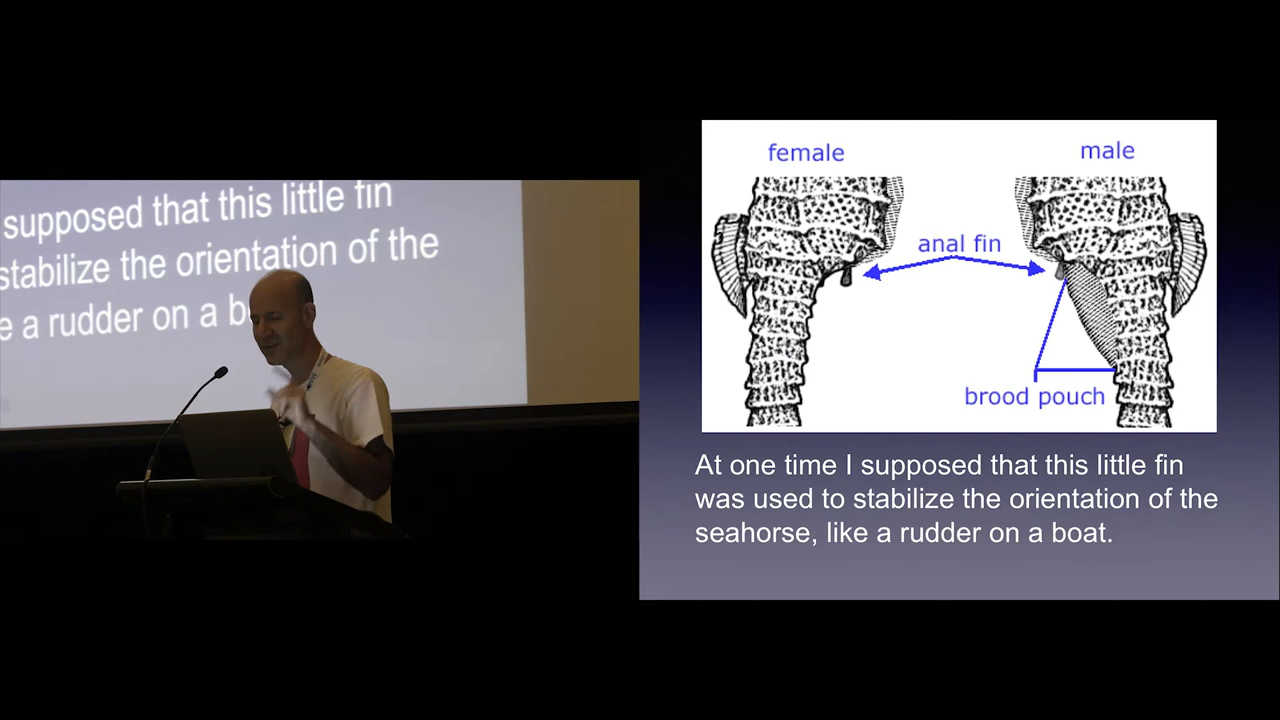 supposed that this little fin
stabilize the orientation of the
e a rudder on a b
female
male
anal fin
brood pouch
At one time I supposed that this little fin
was used to stabilize the orientation of the
seahorse, like a rudder on a boat.